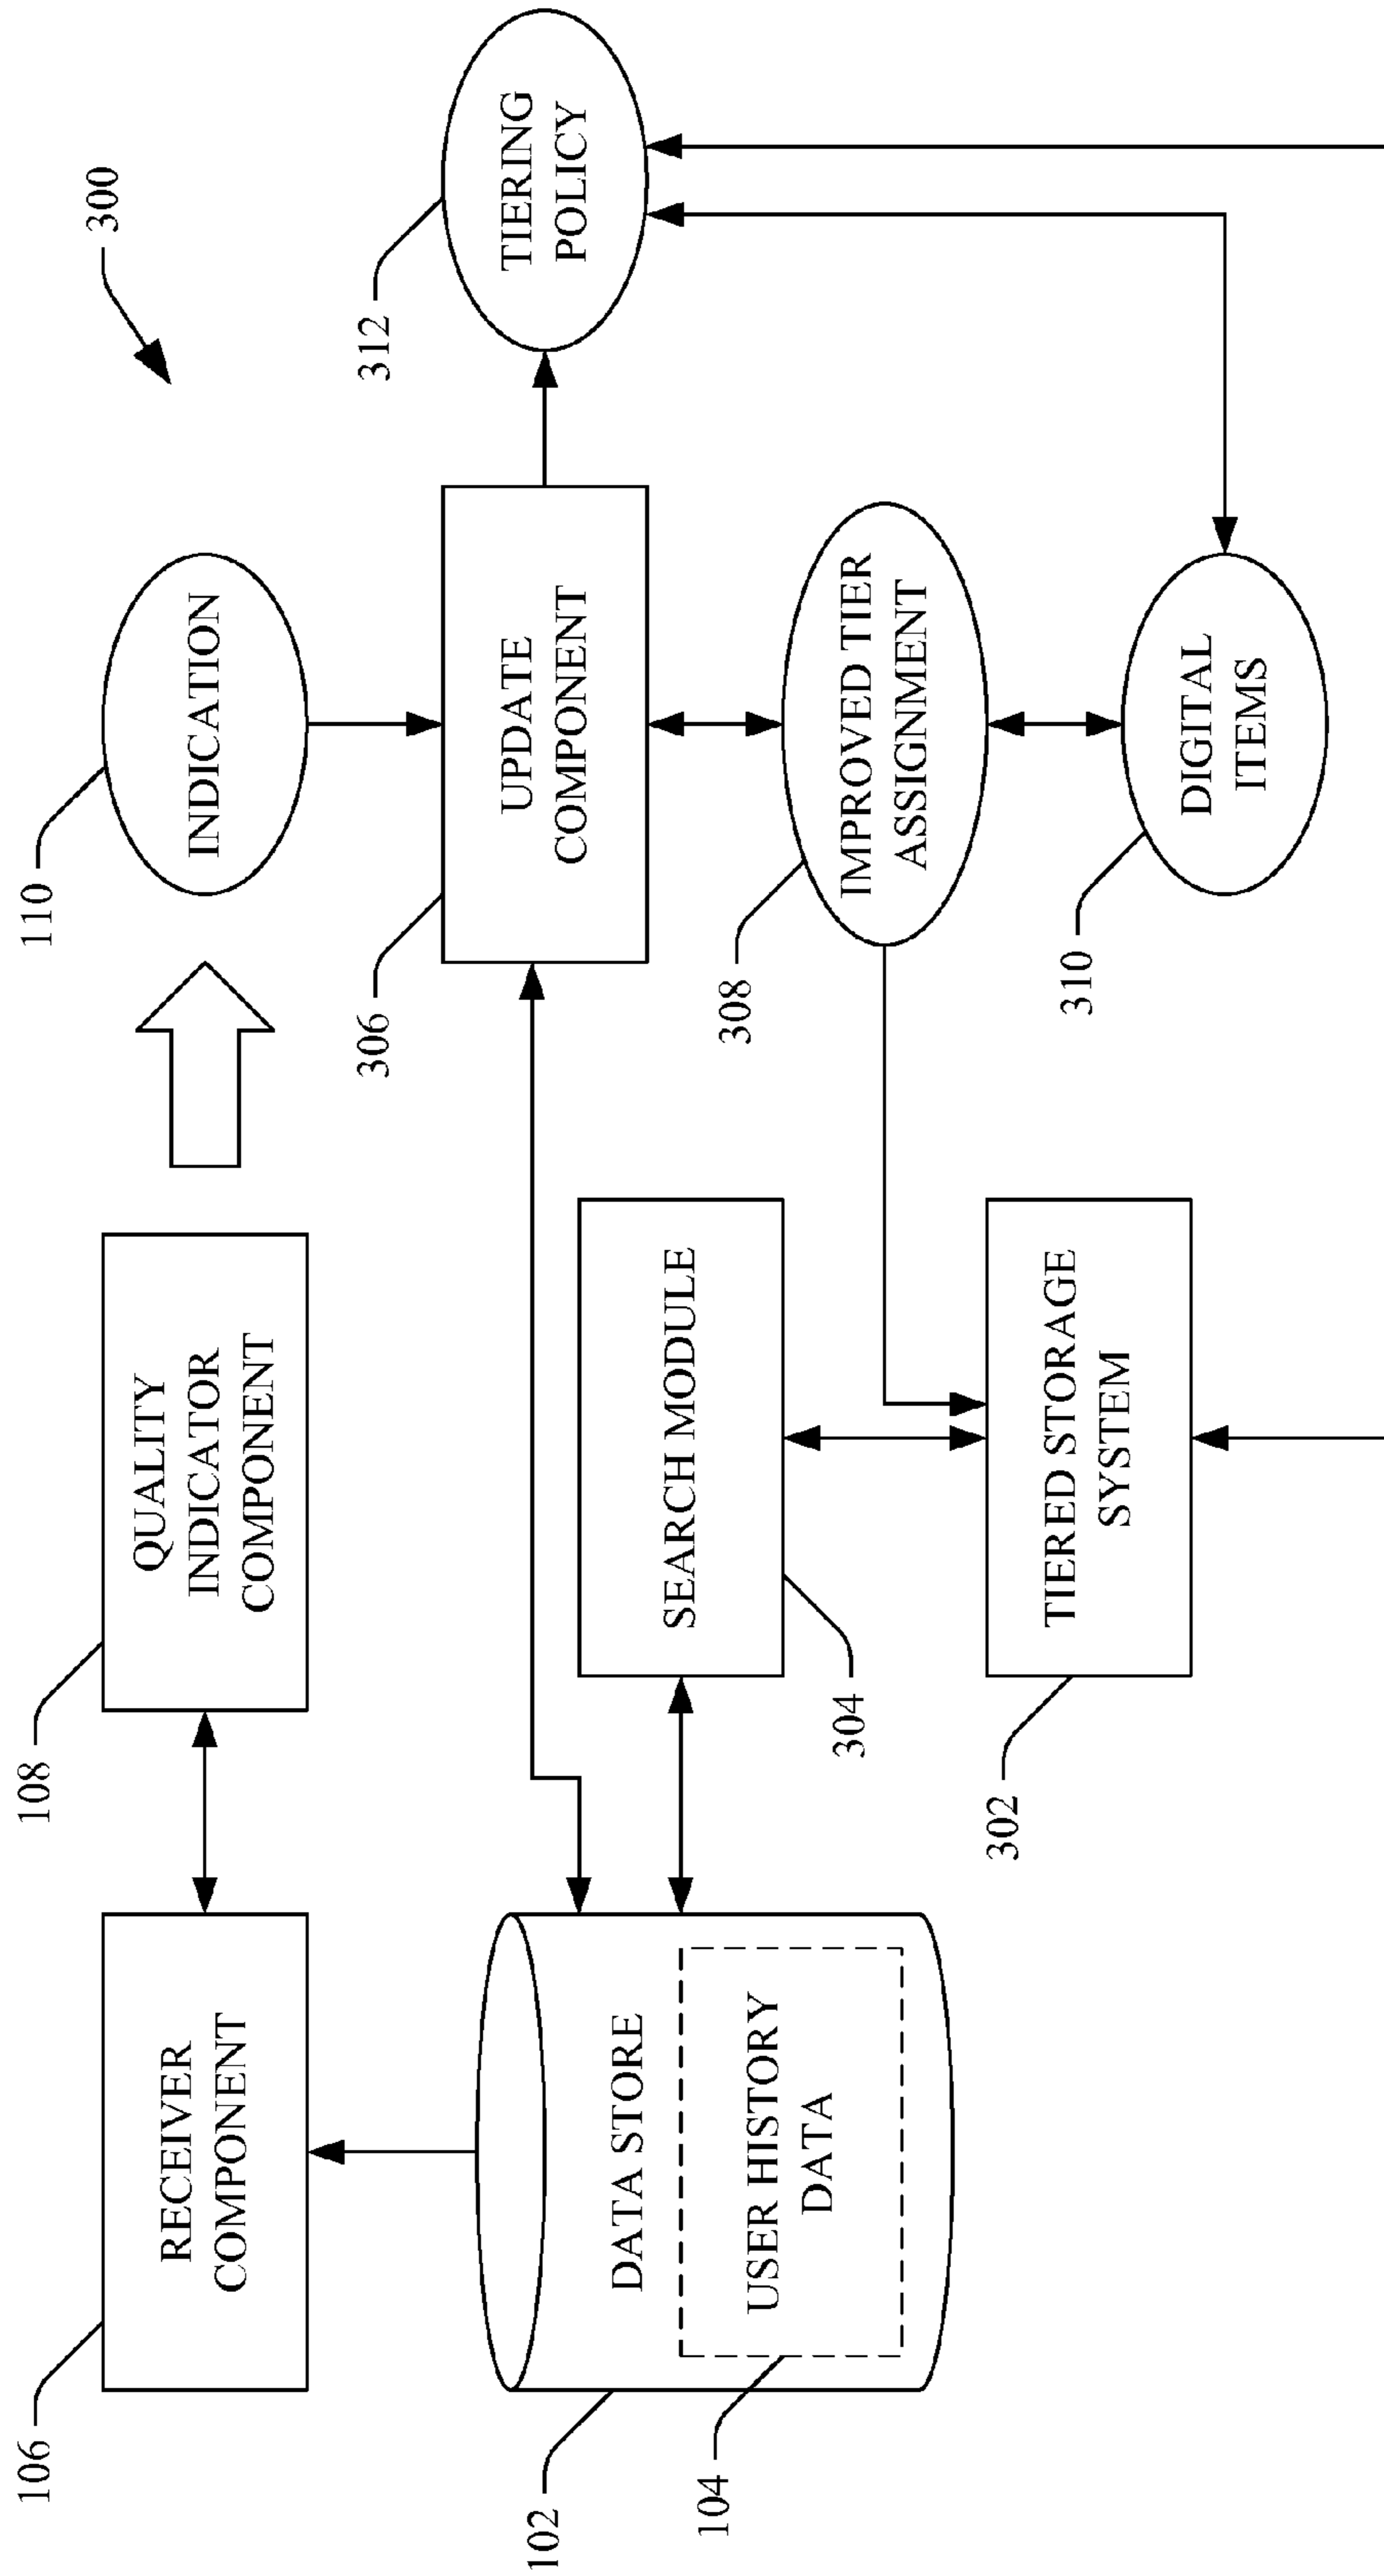 300
106
RECEIVER
COMPONENT
108
QUALITY
INDICATOR
COMPONENT
110
INDICATION
102
DATA STORE
104
USER HISTORY
DATA
304
SEARCH MODULE
306
UPDATE
COMPONENT
312
TIERING
POLICY
302
TIERED STORAGE
SYSTEM
308
IMPROVED TIER
ASSIGNMENT
310
DIGITAL
ITEMS